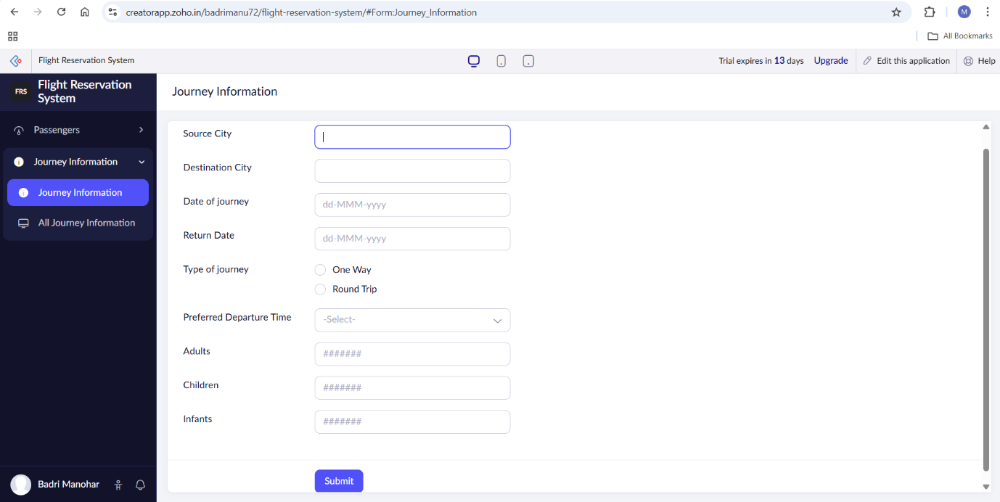 creatorapp.zoho.in/badrimanu72/flight-reservation-system/#Form:Journey_Information
M
All Bookmarks
Flight Reservation System
Trial expires in 13 days Upgrade Edit this application Help
FRS
Flight Reservation
System
Journey Information
Passengers
Journey Information
Journey Information
All Journey Information
Source City
Destination City
Date of journey dd-MMM-yyyy
Return Date dd-MMM-yyyy
Type of journey One Way
Round Trip
Preferred Departure Time -Select-
Adults #######
Children #######
Infants #######
Submit
Badri Manohar